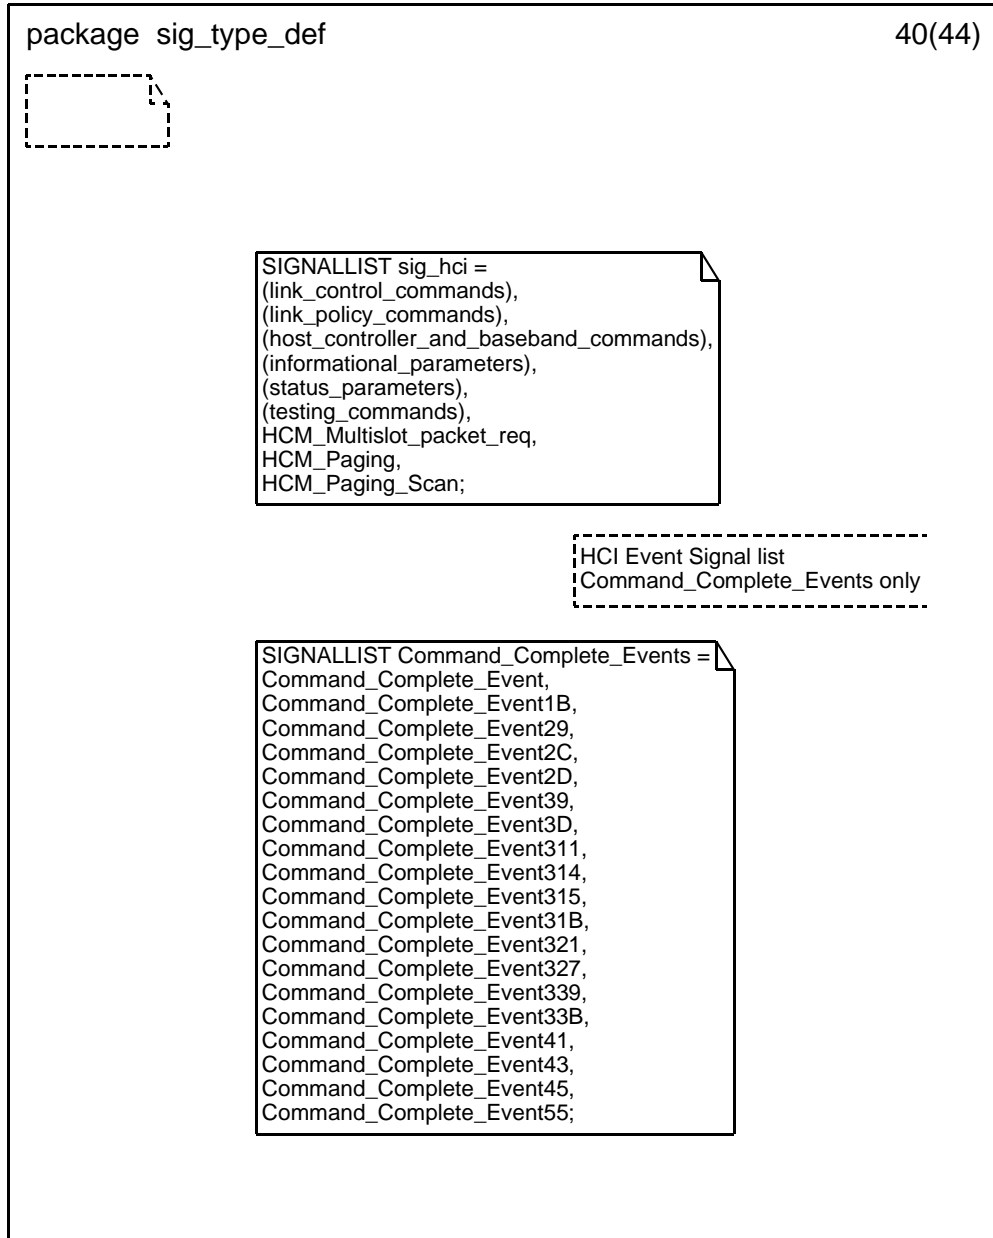 package sig_type_def
40(44)
SIGNALLIST sig_hci =
(link_control_commands),
(link_policy_commands),
(host_controller_and_baseband_commands),
(informational_parameters),
(status_parameters),
(testing_commands),
HCM_Multislot_packet_req,
HCM_Paging,
HCM_Paging_Scan;
HCI Event Signal list
Command_Complete_Events only
SIGNALLIST Command_Complete_Events =
Command_Complete_Event,
Command_Complete_Event1B,
Command_Complete_Event29,
Command_Complete_Event2C,
Command_Complete_Event2D,
Command_Complete_Event39,
Command_Complete_Event3D,
Command_Complete_Event311,
Command_Complete_Event314,
Command_Complete_Event315,
Command_Complete_Event31B,
Command_Complete_Event321,
Command_Complete_Event327,
Command_Complete_Event339,
Command_Complete_Event33B,
Command_Complete_Event41,
Command_Complete_Event43,
Command_Complete_Event45,
Command_Complete_Event55;